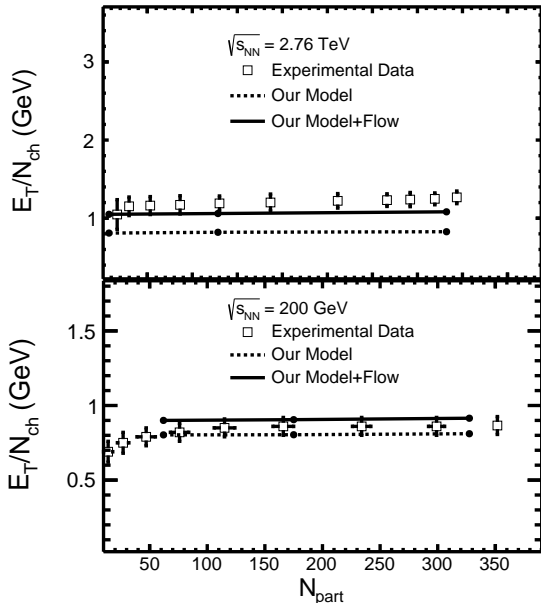 √s_NN = 2.76 TeV
Experimental Data
Our Model
Our Model+Flow
E_T/N_ch (GeV)
3
2
1
√s_NN = 200 GeV
Experimental Data
Our Model
Our Model+Flow
E_T/N_ch (GeV)
1.5
1
0.5
50 100 150 200 250 300 350
N_part